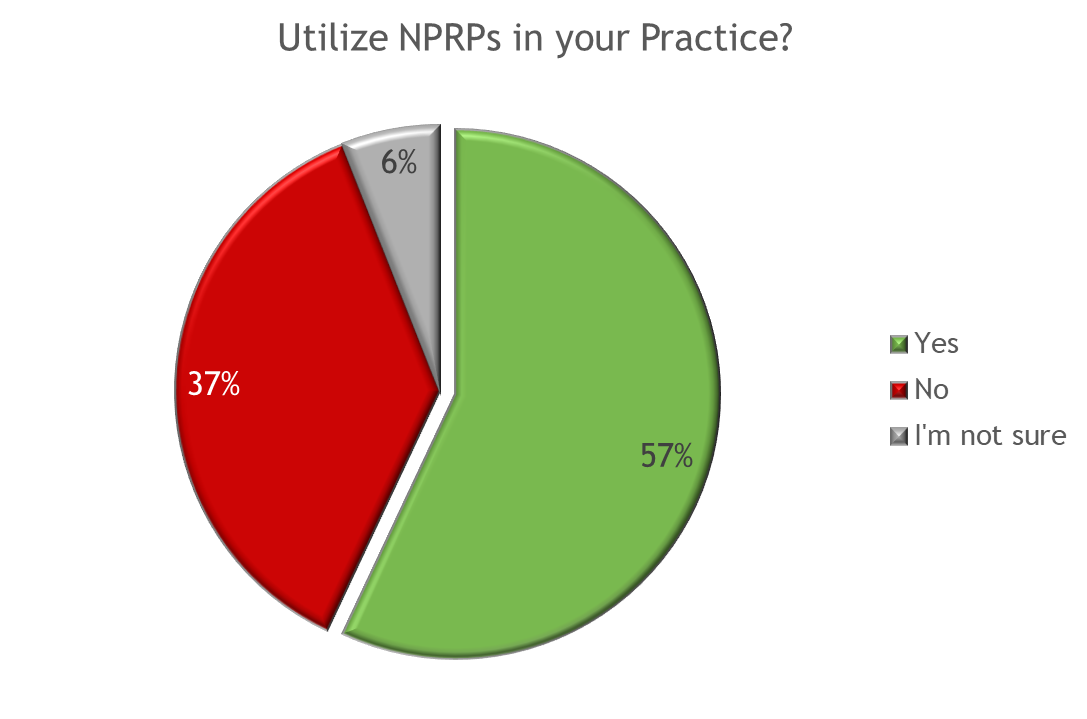 Utilize NPRPs in your Practice?
6%
37%
57%
Yes
No
I'm not sure